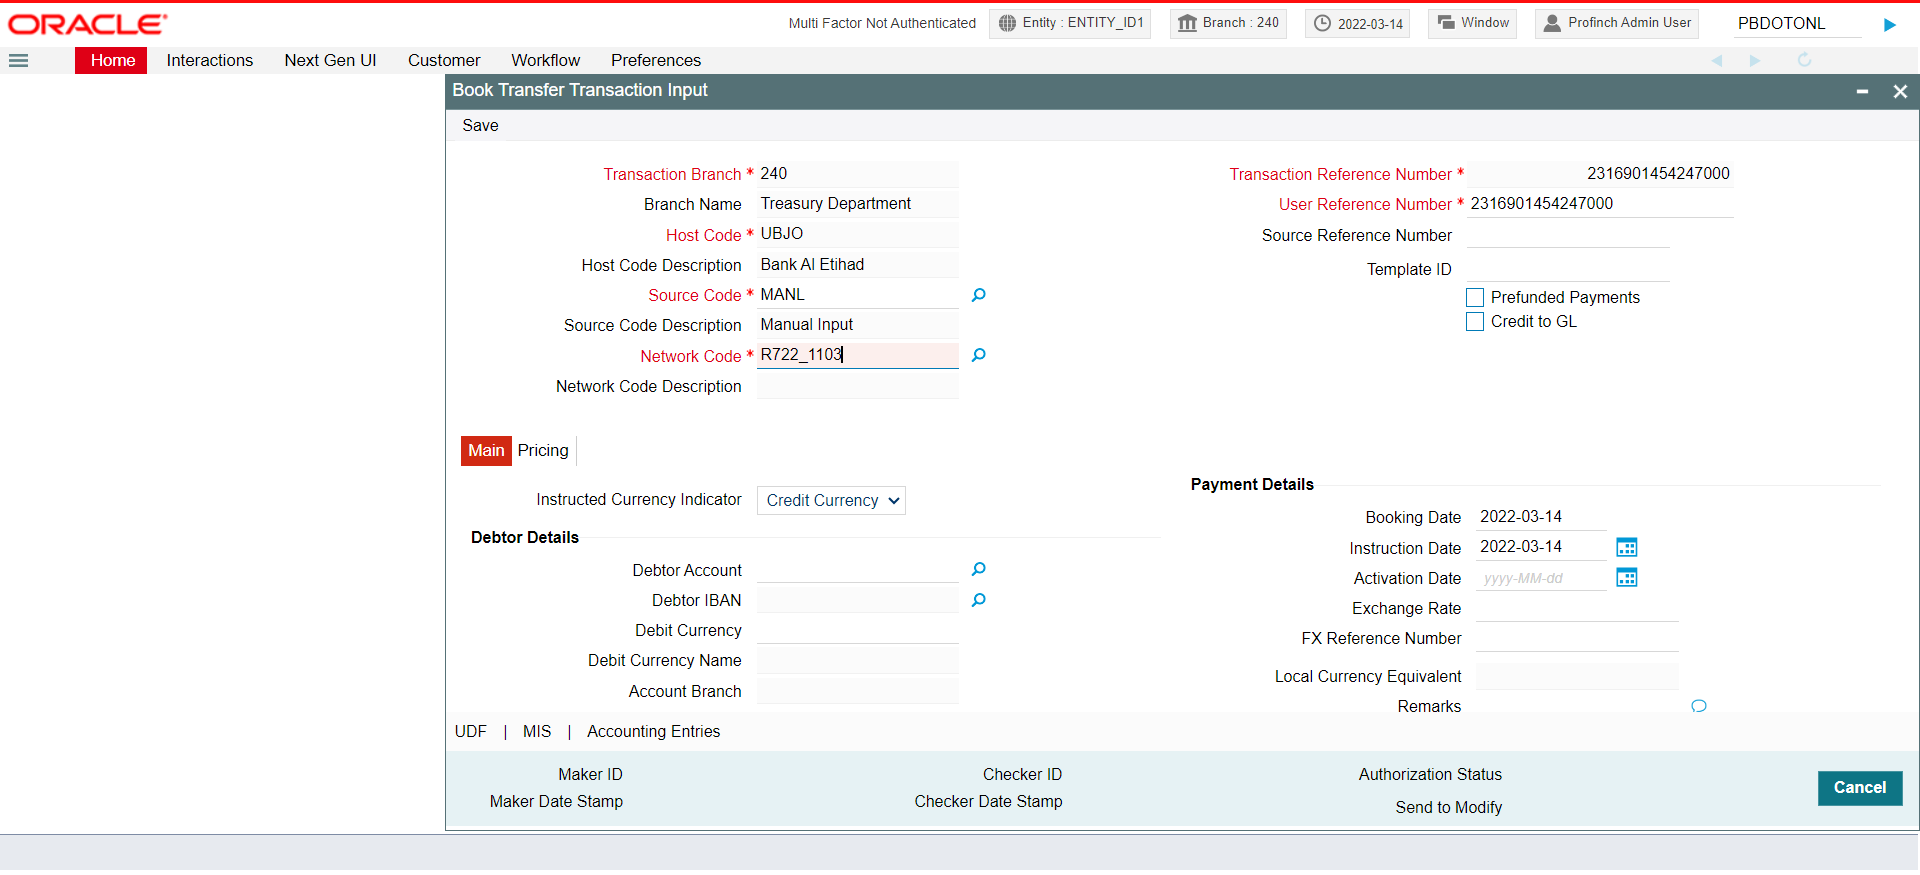 ORACLE
Multi Factor Not Authenticated
Entity : ENTITY_ID1
Branch : 240
2022-03-14
Window
Profinch Admin User
PBDOTONL
Home Interactions Next Gen UI Customer Workflow Preferences
Book Transfer Transaction Input
Save
Transaction Branch * 240
Branch Name Treasury Department
Host Code * UBJO
Host Code Description Bank Al Etihad
Source Code * MANL
Source Code Description Manual Input
Network Code * R722_1103
Network Code Description
Transaction Reference Number * 2316901454247000
User Reference Number * 2316901454247000
Source Reference Number
Template ID
Prefunded Payments
Credit to GL
Main Pricing
Instructed Currency Indicator Credit Currency
Debtor Details
Debtor Account
Debtor IBAN
Debit Currency
Debit Currency Name
Account Branch
Payment Details
Booking Date 2022-03-14
Instruction Date 2022-03-14
Activation Date yyyy-MM-dd
Exchange Rate
FX Reference Number
Local Currency Equivalent
Remarks
UDF | MIS | Accounting Entries
Maker ID
Maker Date Stamp
Checker ID
Checker Date Stamp
Authorization Status
Send to Modify
Cancel